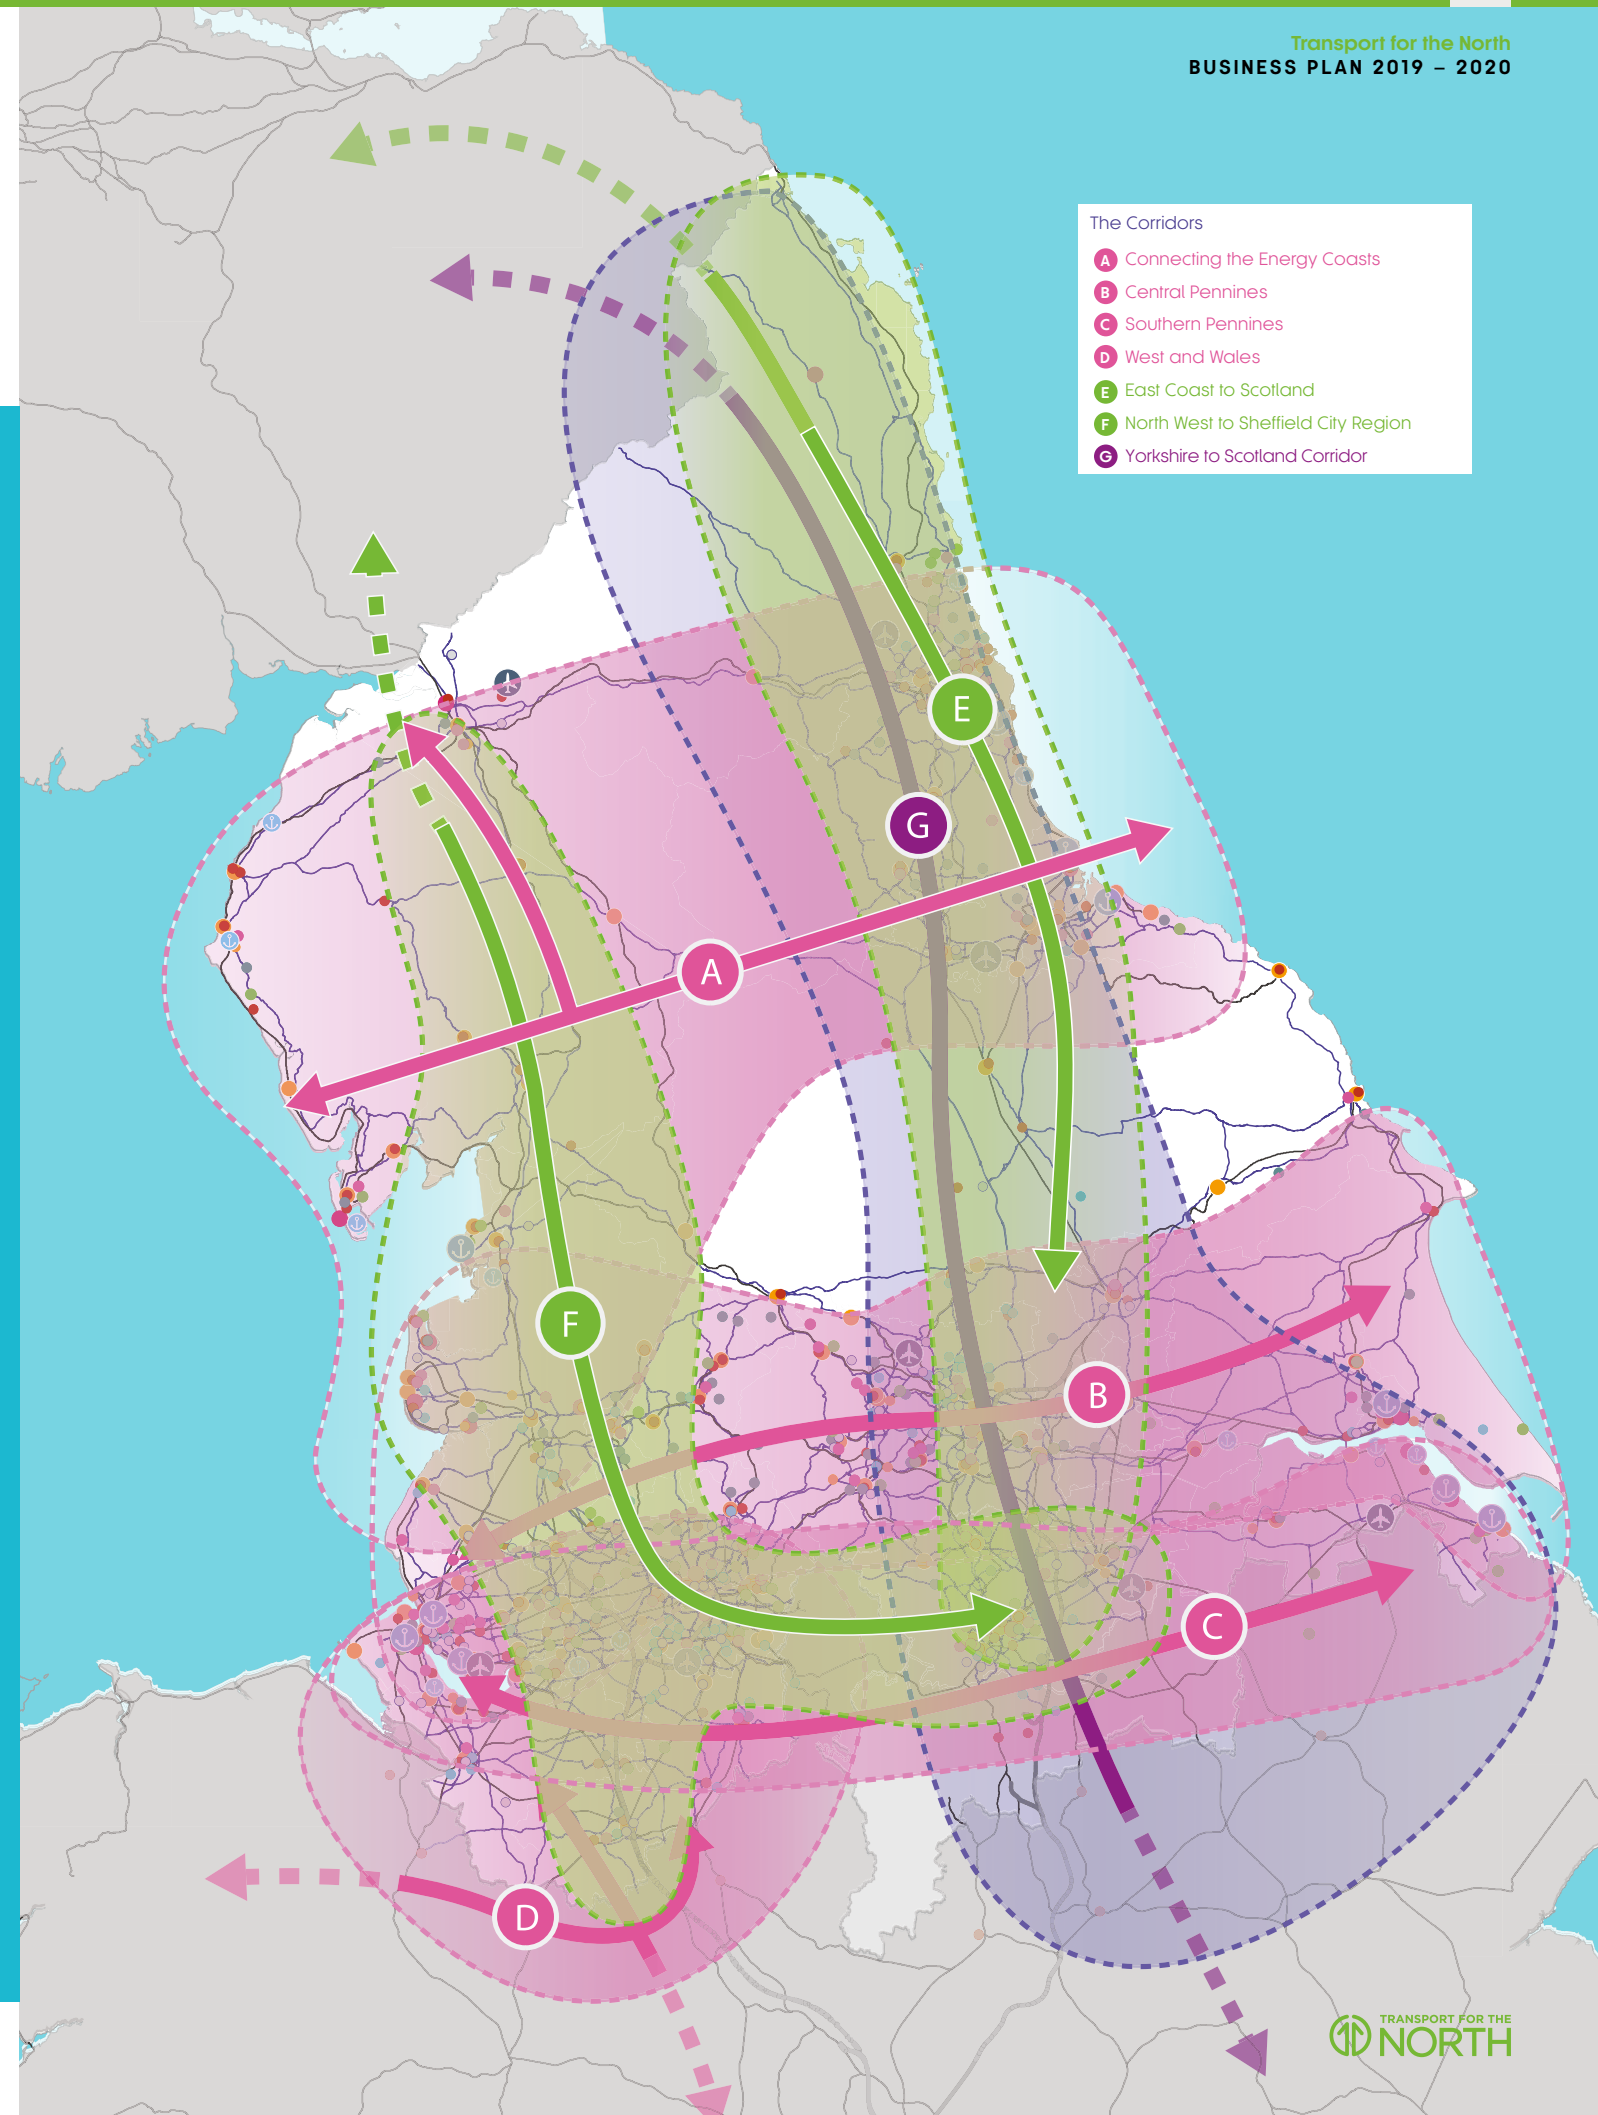 Transport for the North
BUSINESS PLAN 2019 – 2020
The Corridors
A Connecting the Energy Coasts
B Central Pennines
C Southern Pennines
D West and Wales
E East Coast to Scotland
F North West to Sheffield City Region
G Yorkshire to Scotland Corridor
E
G
A
F
B
C
D
TRANSPORT FOR THE
NORTH